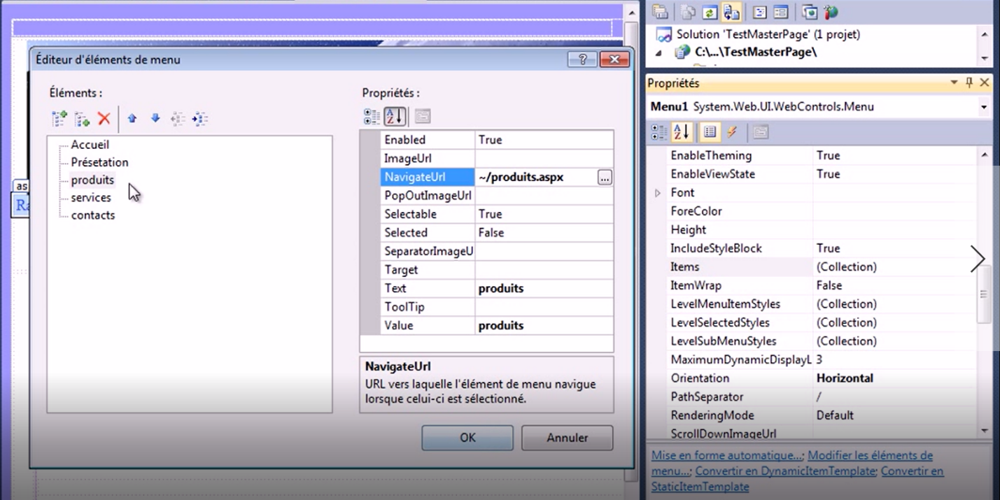 Solution 'TestMasterPage' (1 projet)
C:\...\TestMasterPage\
Éditeur d'éléments de menu
Éléments :
Accueil
Présetation
produits
services
contacts
as
Propriétés :
Enabled True
ImageUrl
NavigateUrl ~/produits.aspx ...
PopOutImageUrl
Selectable True
Selected False
SeparatorImageU
Target
Text produits
ToolTip
Value produits
NavigateUrl
URL vers laquelle l'élément de menu navigue
lorsque celui-ci est sélectionné.
OK Annuler
Propriétés
Menu1 System.Web.UI.WebControls.Menu
EnableTheming True
EnableViewState True
Font
ForeColor
Height
IncludeStyleBlock True
Items (Collection)
ItemWrap False
LevelMenuItemStyles (Collection)
LevelSelectedStyles (Collection)
LevelSubMenuStyles (Collection)
MaximumDynamicDisplayL 3
Orientation Horizontal
PathSeparator /
RenderingMode Default
ScrollDownImageUrl
Mise en forme automatique...; Modifier les éléments de
menu...; Convertir en DynamicItemTemplate; Convertir en
StaticItemTemplate